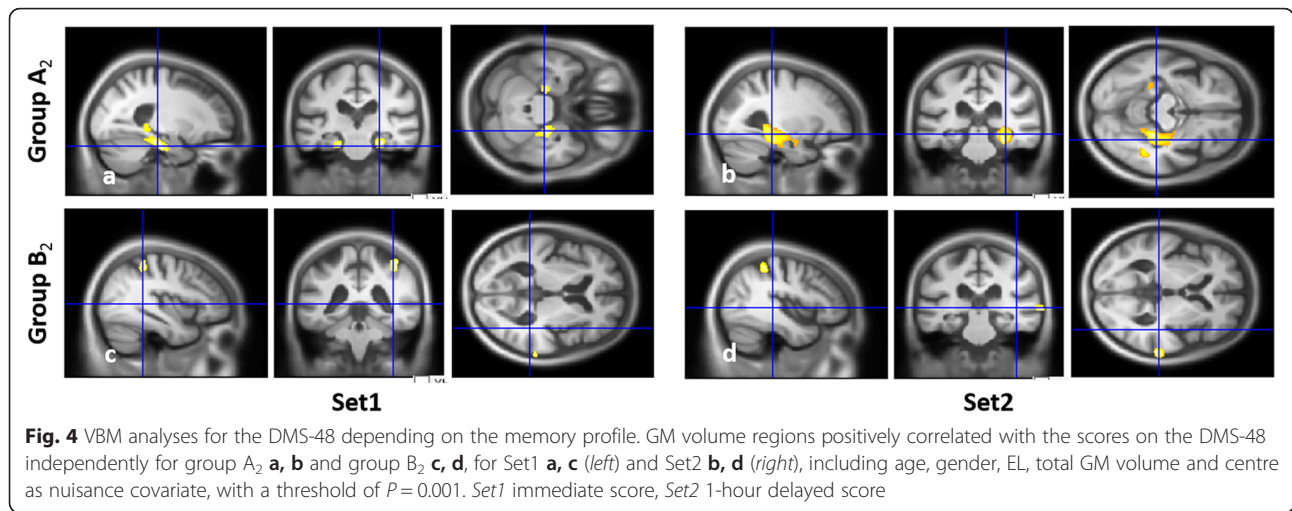 Group A₂
a
b
Group B₂
c
d
Set1
Set2
Fig. 4 VBM analyses for the DMS-48 depending on the memory profile. GM volume regions positively correlated with the scores on the DMS-48
independently for group A₂ a, b and group B₂ c, d, for Set1 a, c (left) and Set2 b, d (right), including age, gender, EL, total GM volume and centre
as nuisance covariate, with a threshold of P = 0.001. Set1 immediate score, Set2 1-hour delayed score